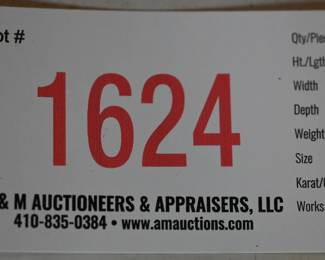 ot #
1624
& M AUCTIONEERS & APPRAISERS, LLC
410-835-0384 • www.amauctions.com
Qty/Pie
Ht./Lgth
Width
Depth
Weight
Size
Karat/
Works